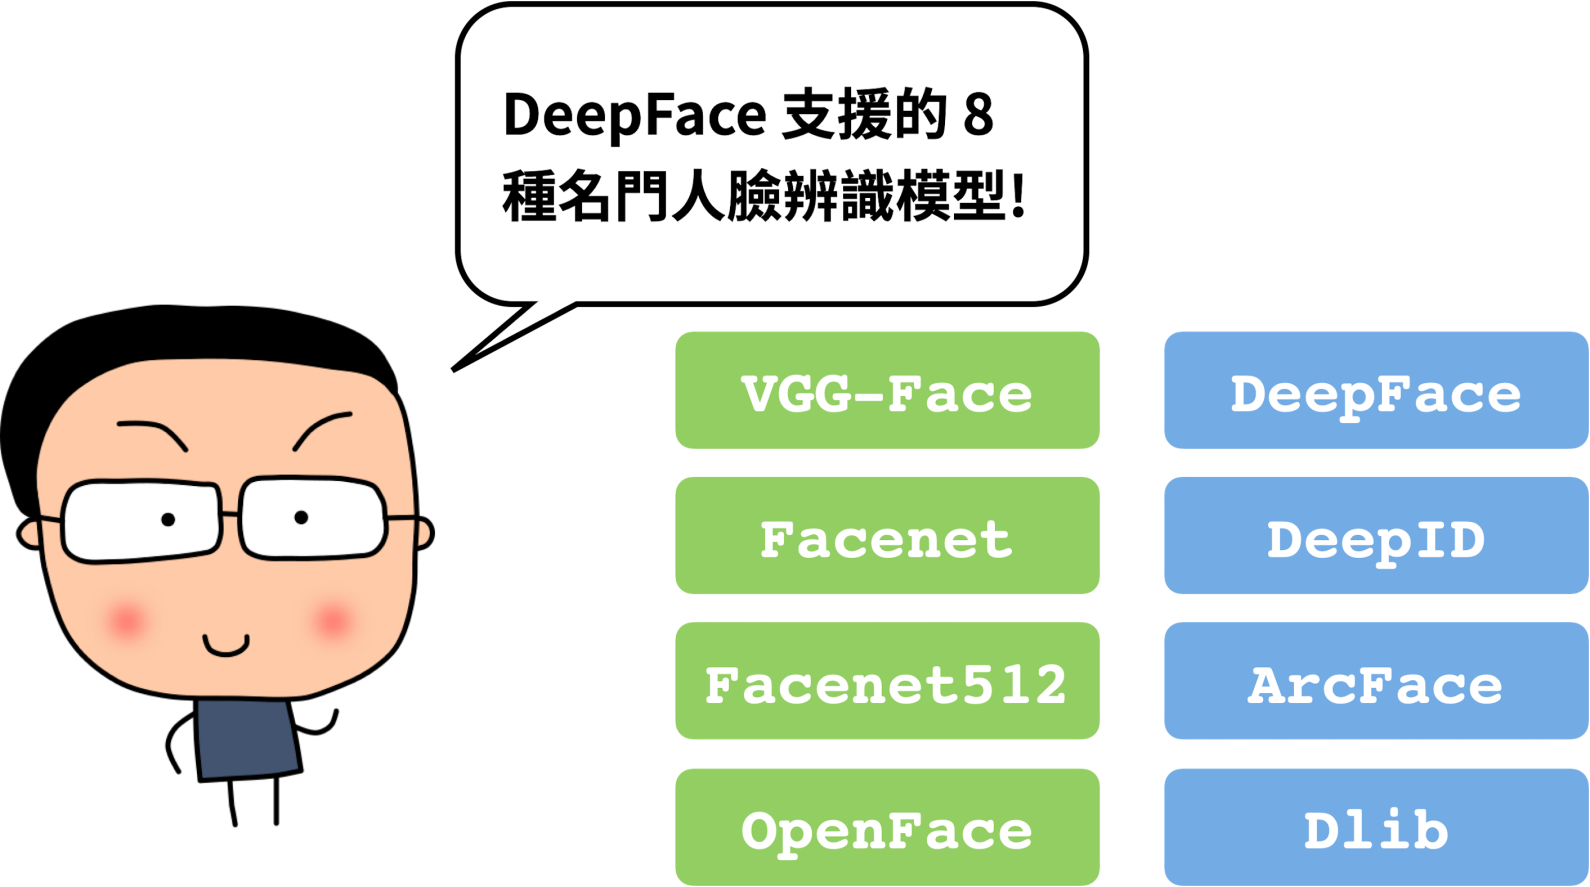 DeepFace 支援的 8
種名門人臉辨識模型!
VGG-Face
DeepFace
Facenet
DeepID
Facenet512
ArcFace
OpenFace
Dlib